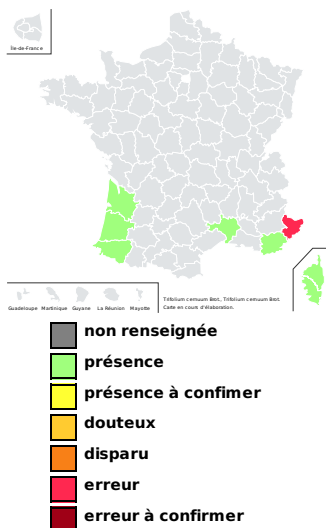 Île-de-France
Guadeloupe Martinique Guyane La Réunion Mayotte
Trifolium cernuum Brot., Trifolium cernuum Brot.
Carte en cours d'élaboration.
non renseignée
présence
présence à confimer
douteux
disparu
erreur
erreur à confirmer